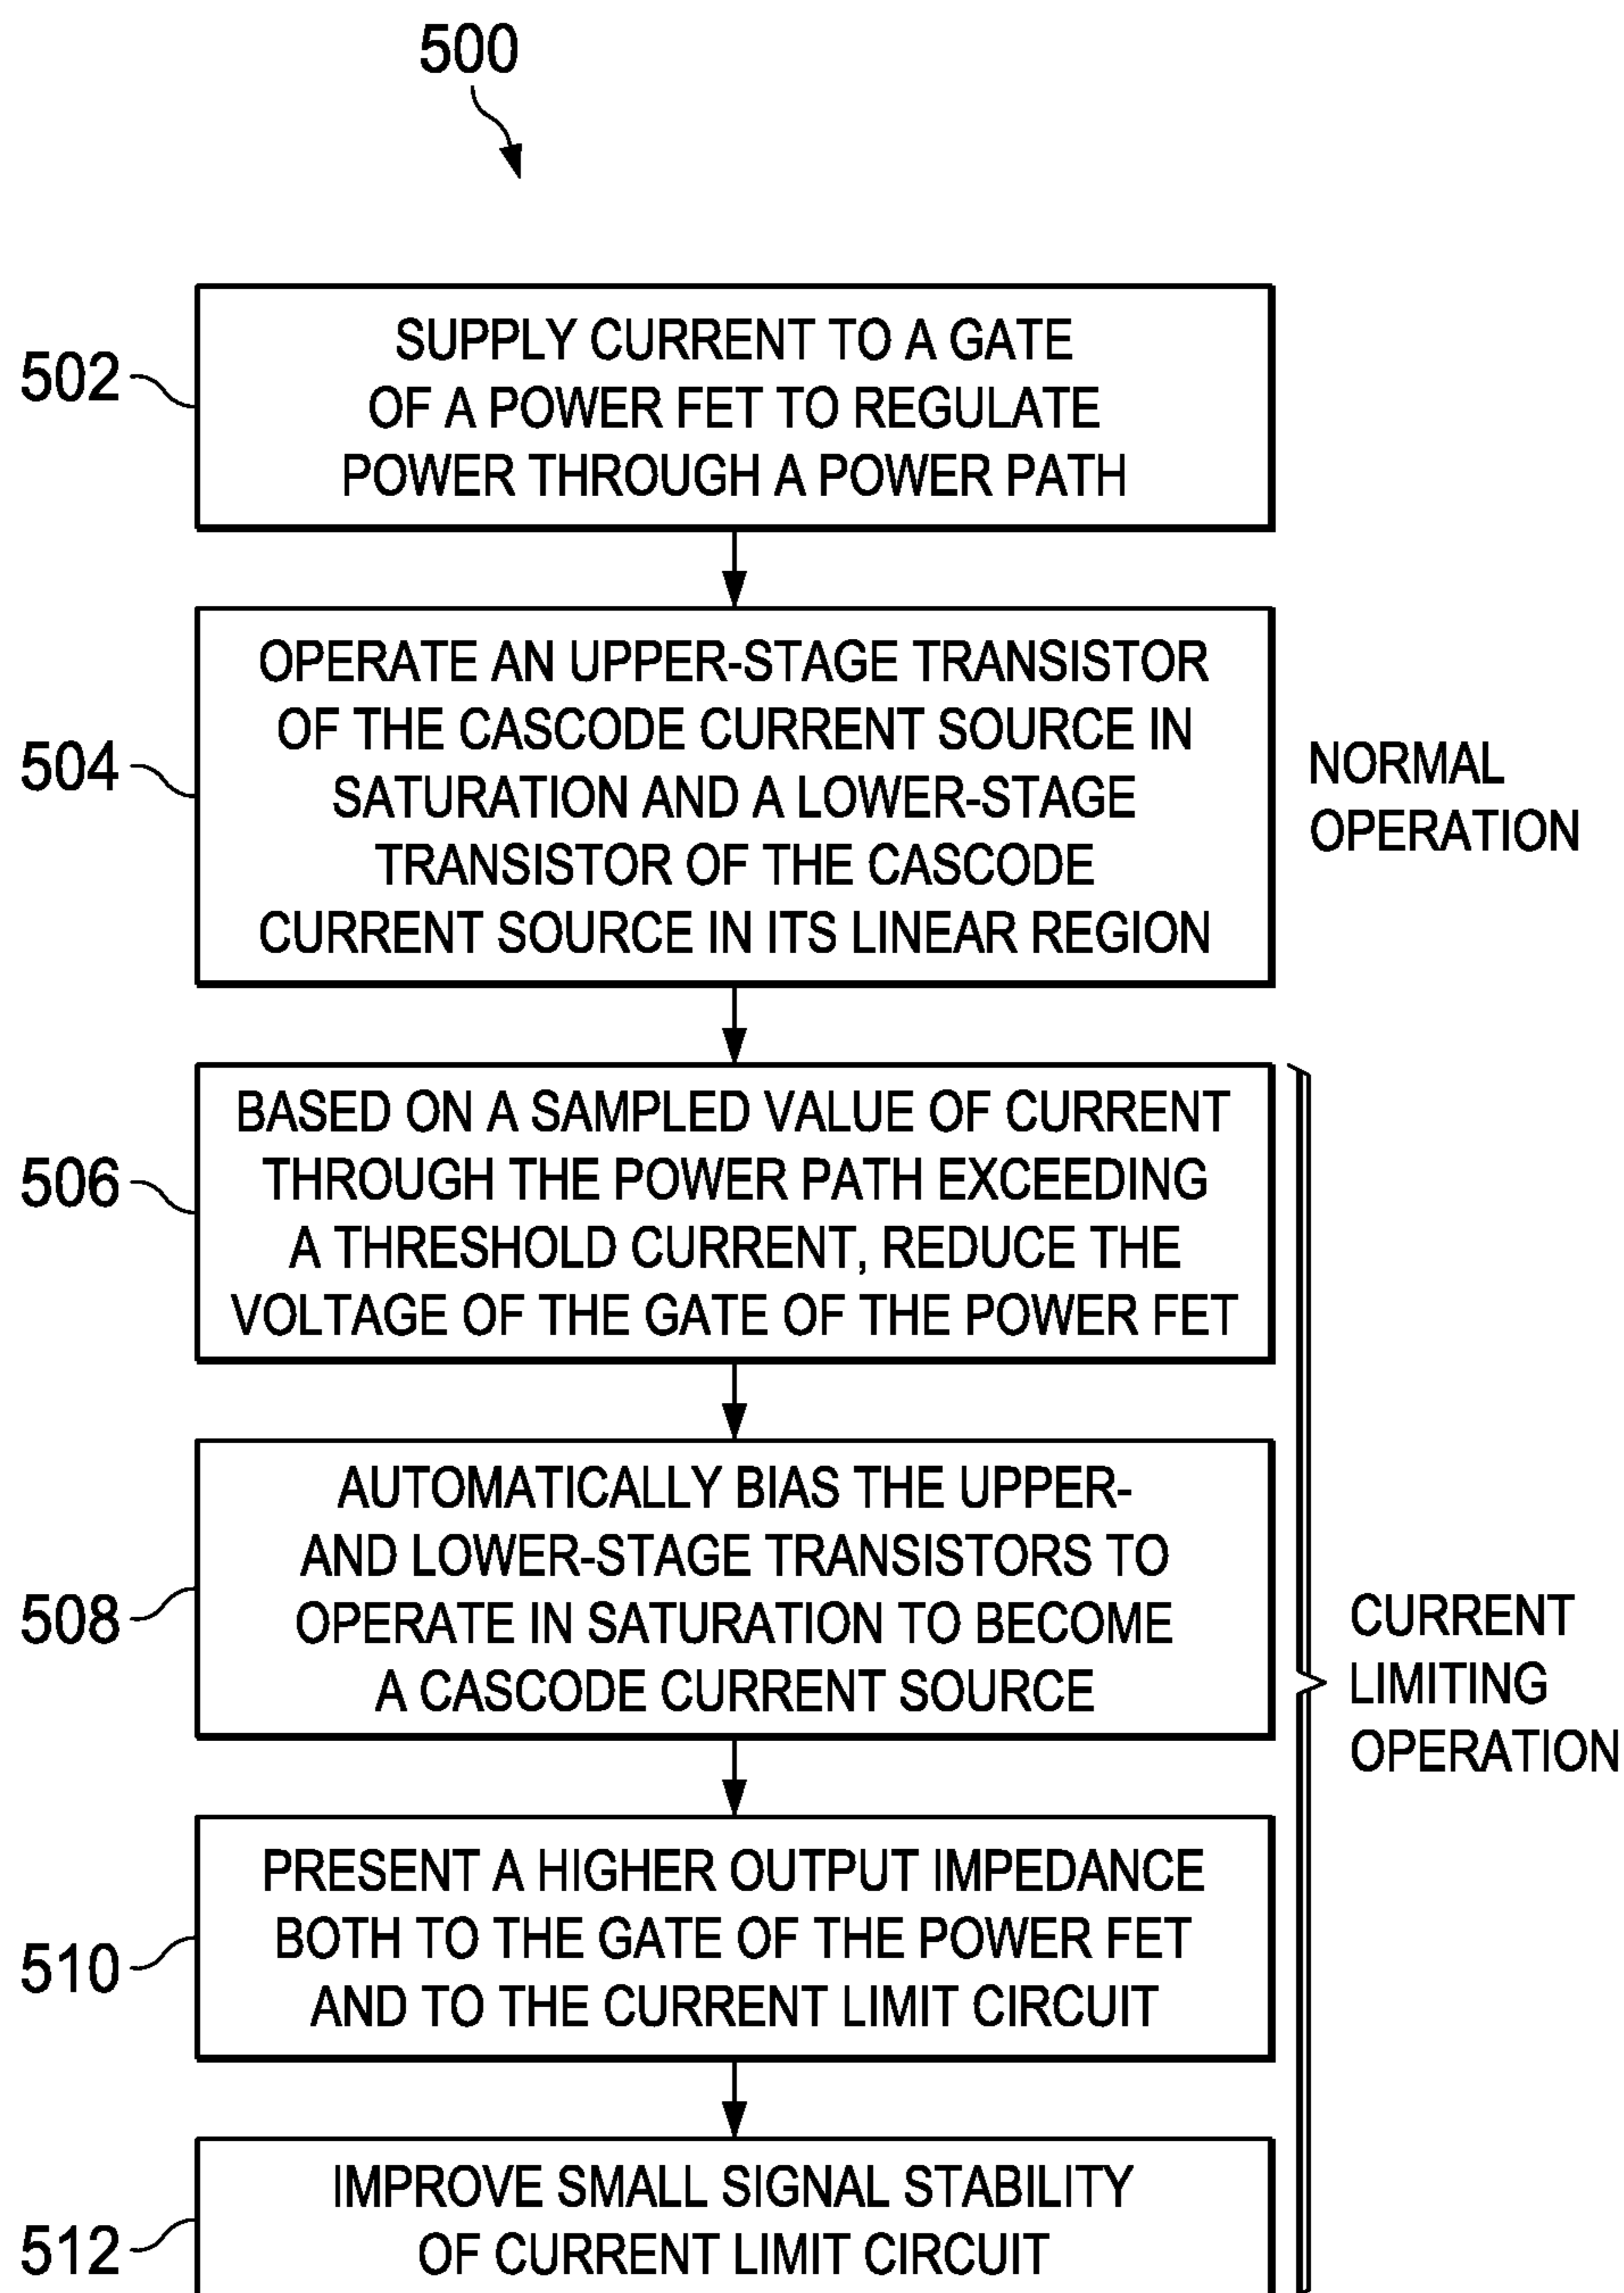 500
502
SUPPLY CURRENT TO A GATE
OF A POWER FET TO REGULATE
POWER THROUGH A POWER PATH
504
OPERATE AN UPPER-STAGE TRANSISTOR
OF THE CASCODE CURRENT SOURCE IN
SATURATION AND A LOWER-STAGE
TRANSISTOR OF THE CASCODE
CURRENT SOURCE IN ITS LINEAR REGION
NORMAL
OPERATION
506
BASED ON A SAMPLED VALUE OF CURRENT
THROUGH THE POWER PATH EXCEEDING
A THRESHOLD CURRENT, REDUCE THE
VOLTAGE OF THE GATE OF THE POWER FET
508
AUTOMATICALLY BIAS THE UPPER-
AND LOWER-STAGE TRANSISTORS TO
OPERATE IN SATURATION TO BECOME
A CASCODE CURRENT SOURCE
CURRENT
LIMITING
OPERATION
510
PRESENT A HIGHER OUTPUT IMPEDANCE
BOTH TO THE GATE OF THE POWER FET
AND TO THE CURRENT LIMIT CIRCUIT
512
IMPROVE SMALL SIGNAL STABILITY
OF CURRENT LIMIT CIRCUIT